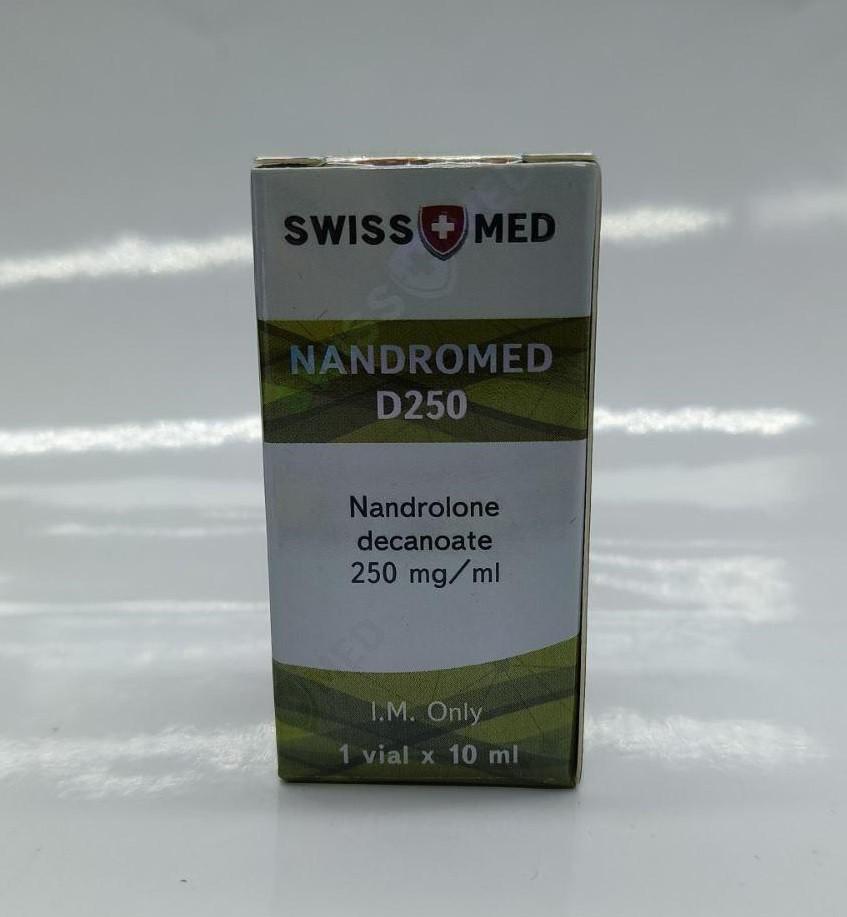 SWISS MED
NANDROMED
D250
Nandrolone
decanoate
250 mg/ml
I.M. Only
1 vial x 10 ml